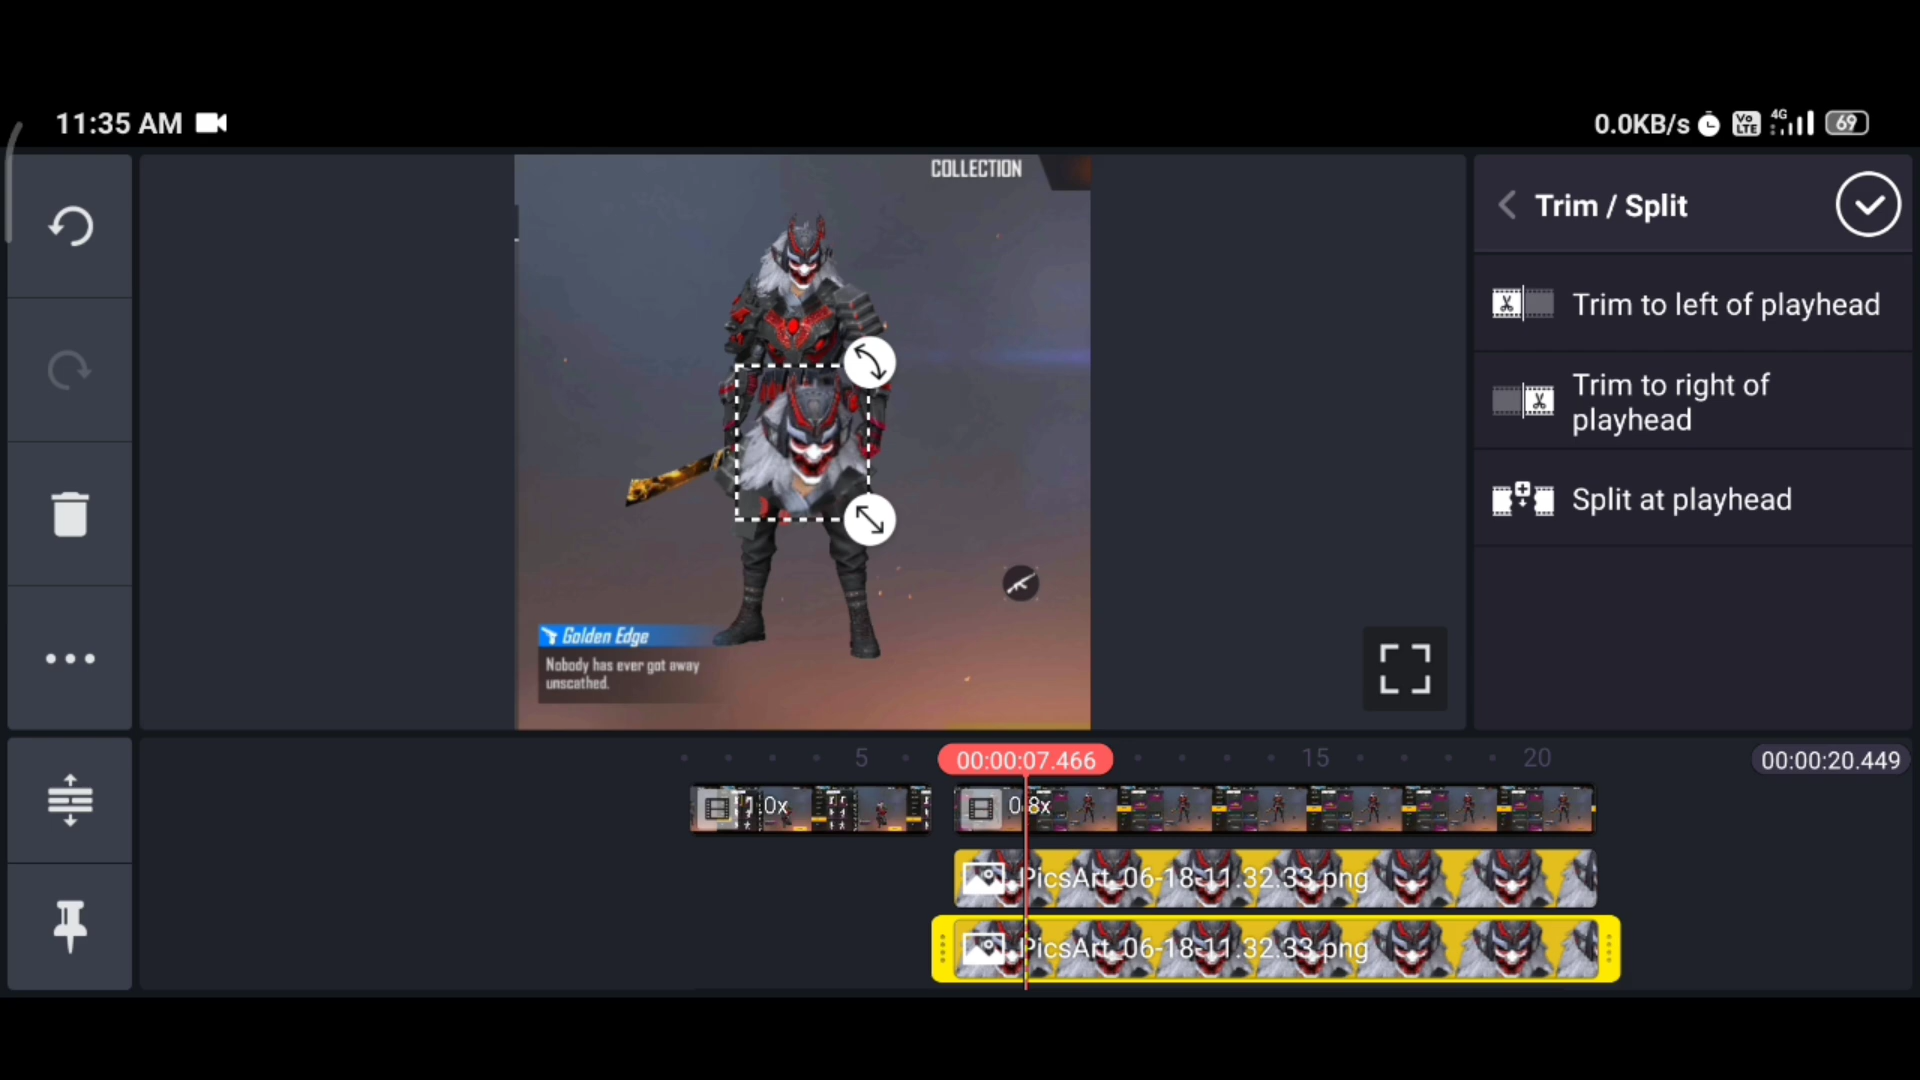 11:35 AM
0.0KB/s
Vo
LTE
4G
69
COLLECTION
Trim / Split
Trim to left of playhead
Trim to right of
playhead
Split at playhead
Golden Edge
Nobody has ever got away
unscathed.
5
00:00:07.466
15
20
00:00:20.449
1.0x
0.8x
PicsArt_06-18-11.32.33.png
PicsArt_06-18-11.32.33.png